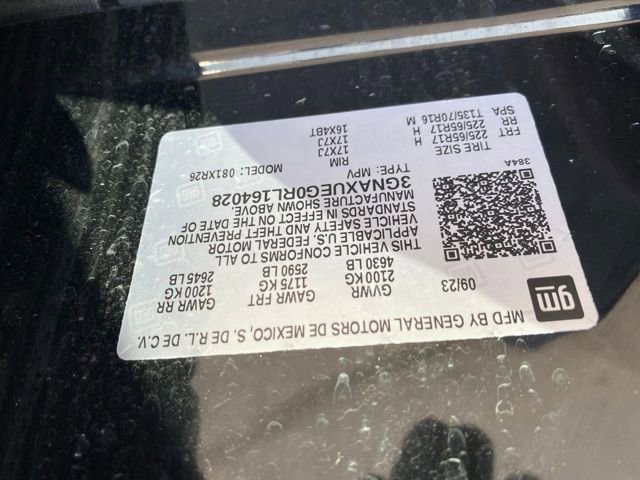 gm MFD BY GENERAL MOTORS DE MEXICO, S. DE R.L. DE C.V.
09/23 GVWR GAWR FRT GAWR RR
2100 KG 1175 KG 1200 KG
4630 LB 2590 LB 2645 LB
THIS VEHICLE CONFORMS TO ALL
APPLICABLE U.S. FEDERAL MOTOR
VEHICLE SAFETY AND THEFT PREVENTION
STANDARDS IN EFFECT ON THE DATE OF
MANUFACTURE SHOWN ABOVE.
3GNAXUEG0RL164028
TYPE: MPV MODEL: 081XR26
384A
TIRE SIZE RIM
FRT 225/65R17 H 17X7J
RR 225/65R17 H 17X7J
SPA T135/70R16 M 16X4BT